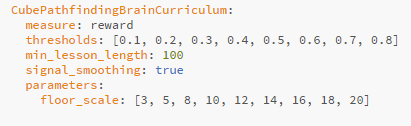 CubePathfindingBrainCurriculum:
measure: reward
thresholds: [0.1, 0.2, 0.3, 0.4, 0.5, 0.6, 0.7, 0.8]
min_lesson_length: 100
signal_smoothing: true
parameters:
floor_scale: [3, 5, 8, 10, 12, 14, 16, 18, 20]